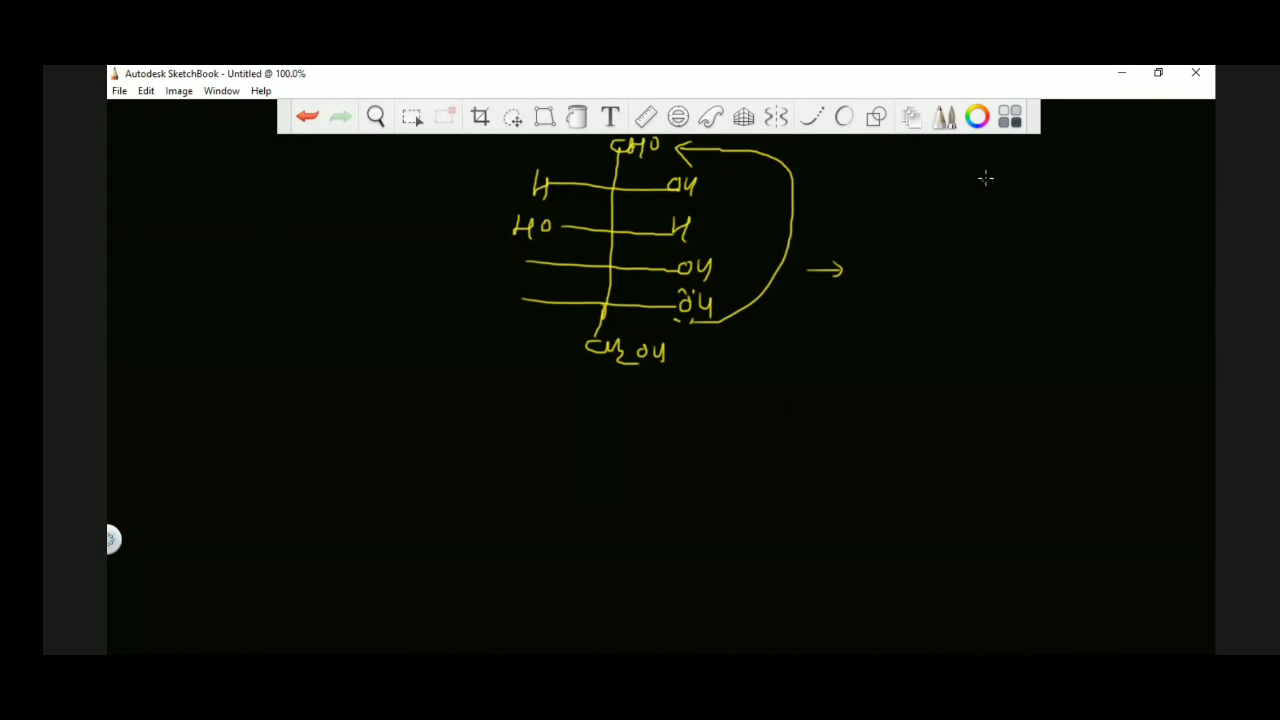 Autodesk SketchBook - Untitled @ 100.0%
File Edit Image Window Help
T
CHO
H OH
HO H
OH
OH
CH2OH